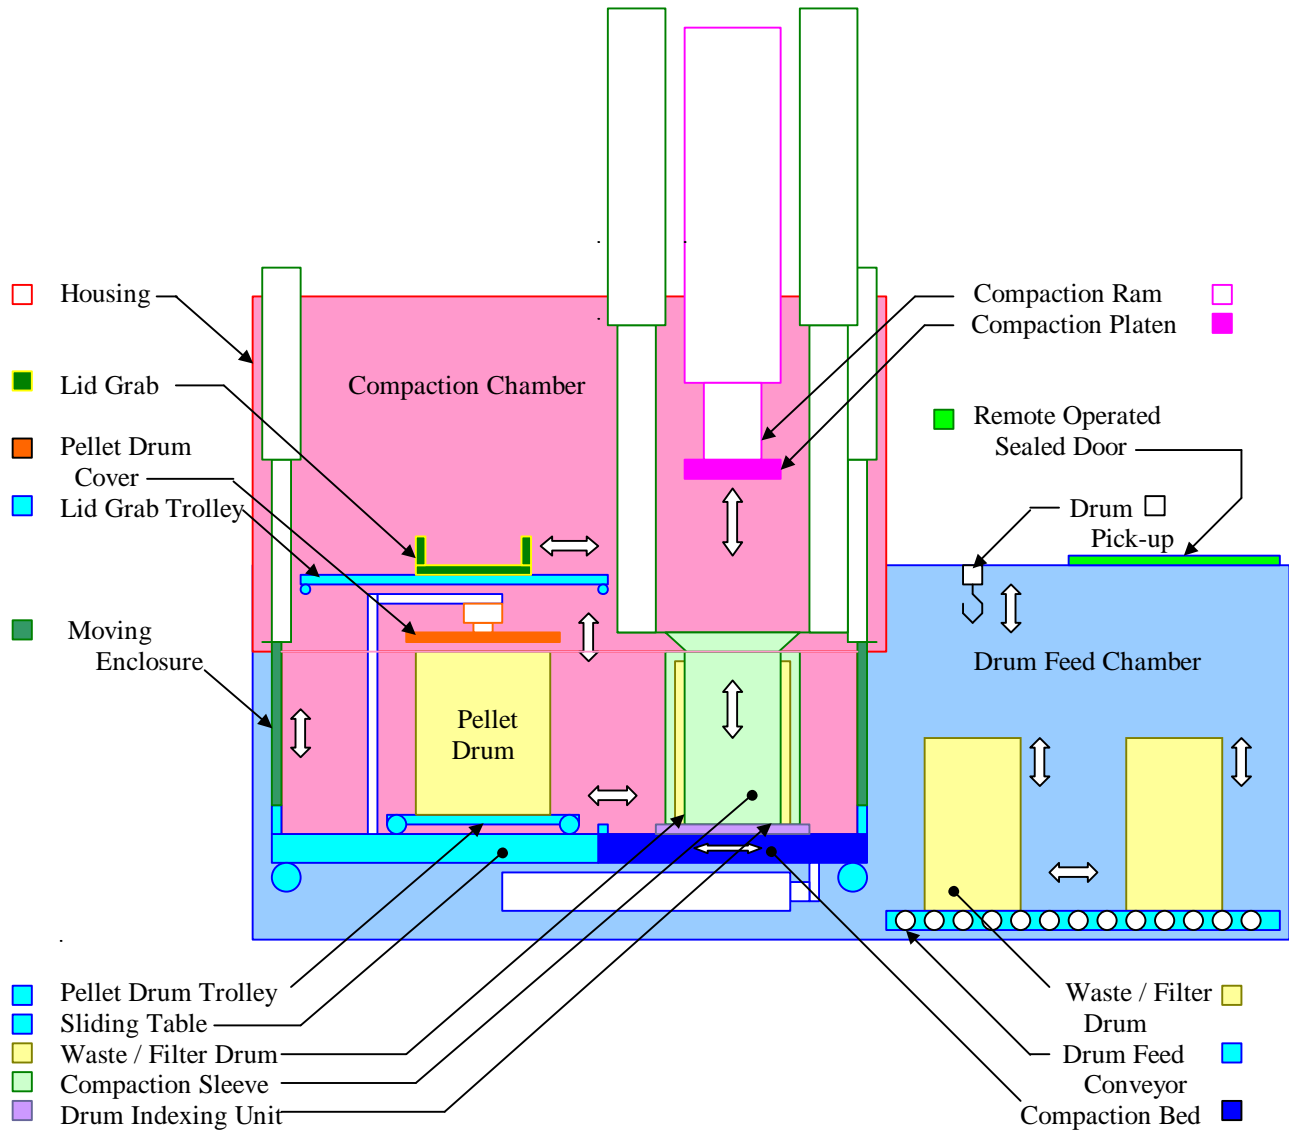 Housing
Lid Grab
Pellet Drum
Cover
Lid Grab Trolley
Moving
Enclosure
Compaction Chamber
Pellet
Drum
Compaction Ram
Compaction Platen
Remote Operated
Sealed Door
Drum
Pick-up
Drum Feed Chamber
Pellet Drum Trolley
Sliding Table
Waste / Filter Drum
Compaction Sleeve
Drum Indexing Unit
Waste / Filter
Drum
Drum Feed
Conveyor
Compaction Bed